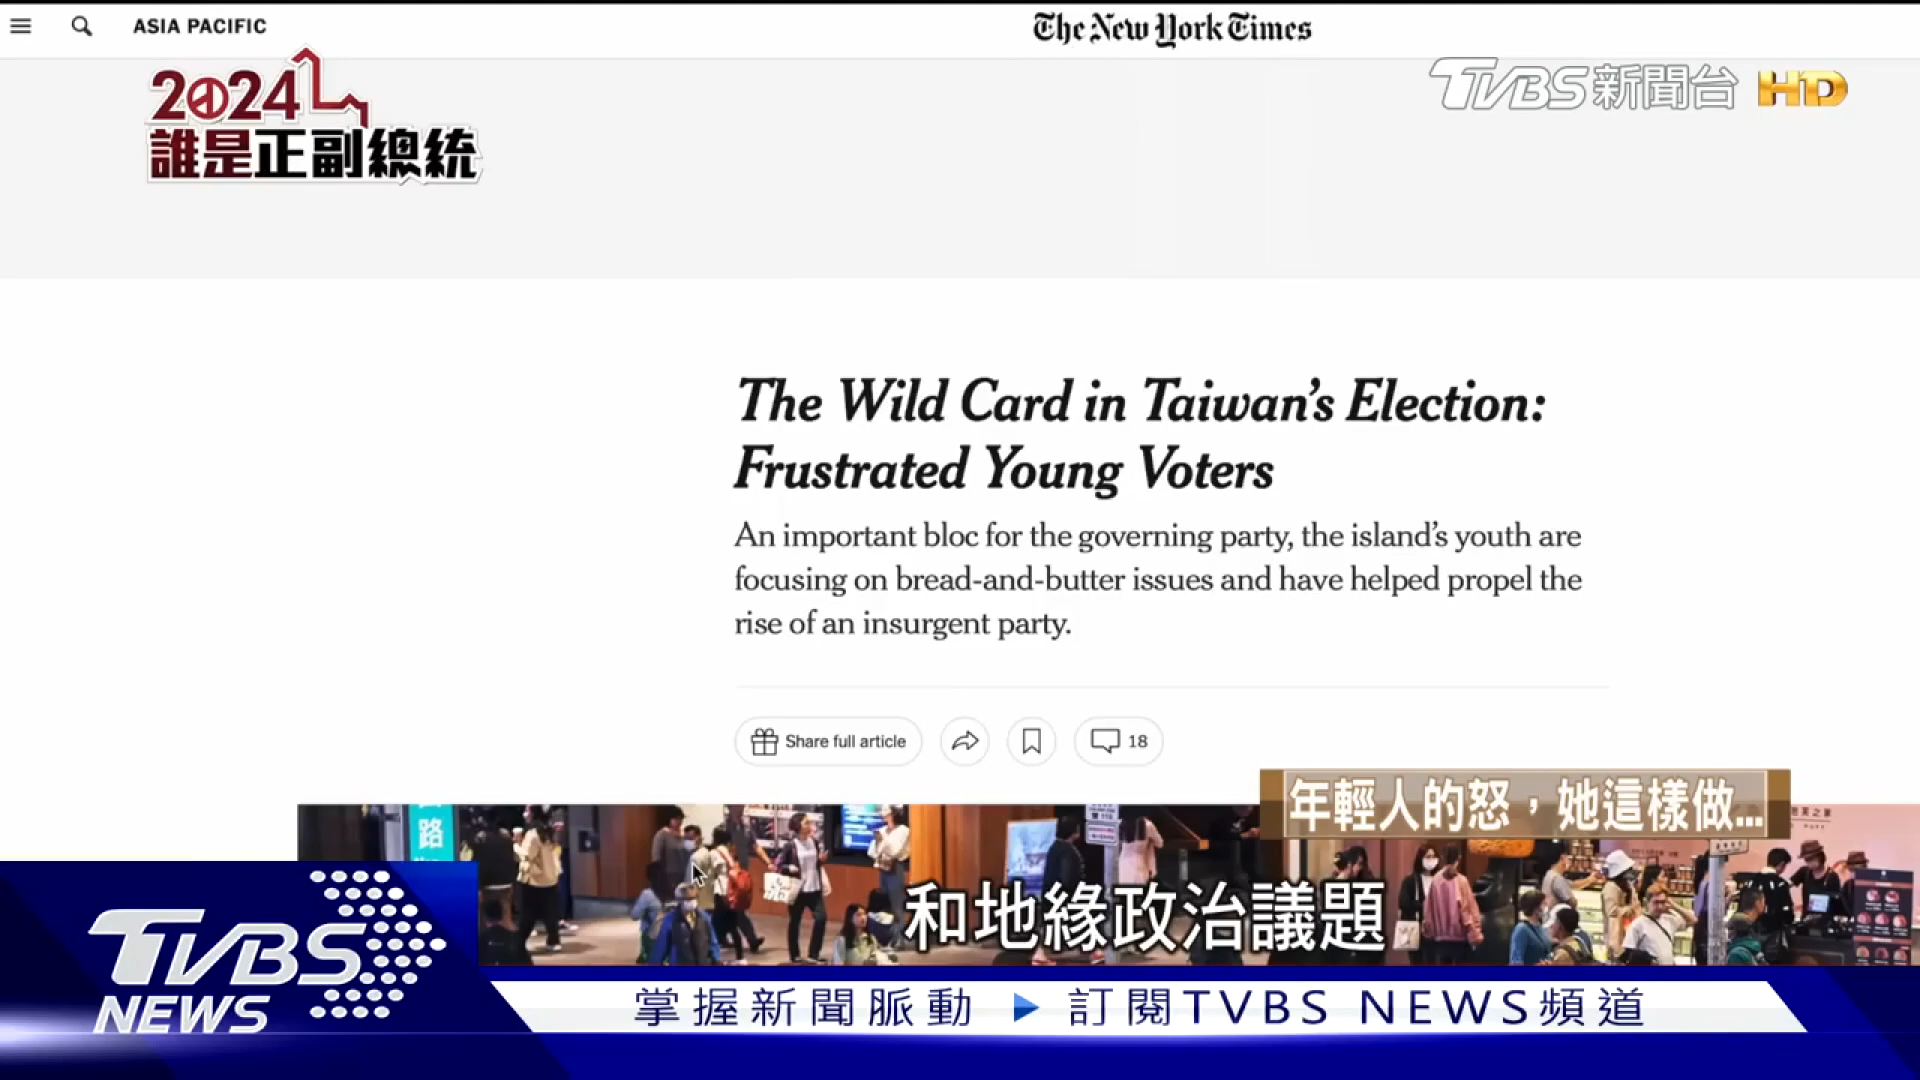 ASIA PACIFIC
The New York Times
2024
誰是正副總統
TVBS新聞台 HD
The Wild Card in Taiwan's Election:
Frustrated Young Voters
An important bloc for the governing party, the island's youth are
focusing on bread-and-butter issues and have helped propel the
rise of an insurgent party.
Share full article
18
年輕人的怒，她這樣做...
路
和地緣政治議題
TVBS
NEWS
掌握新聞脈動 ▶ 訂閱TVBS NEWS頻道